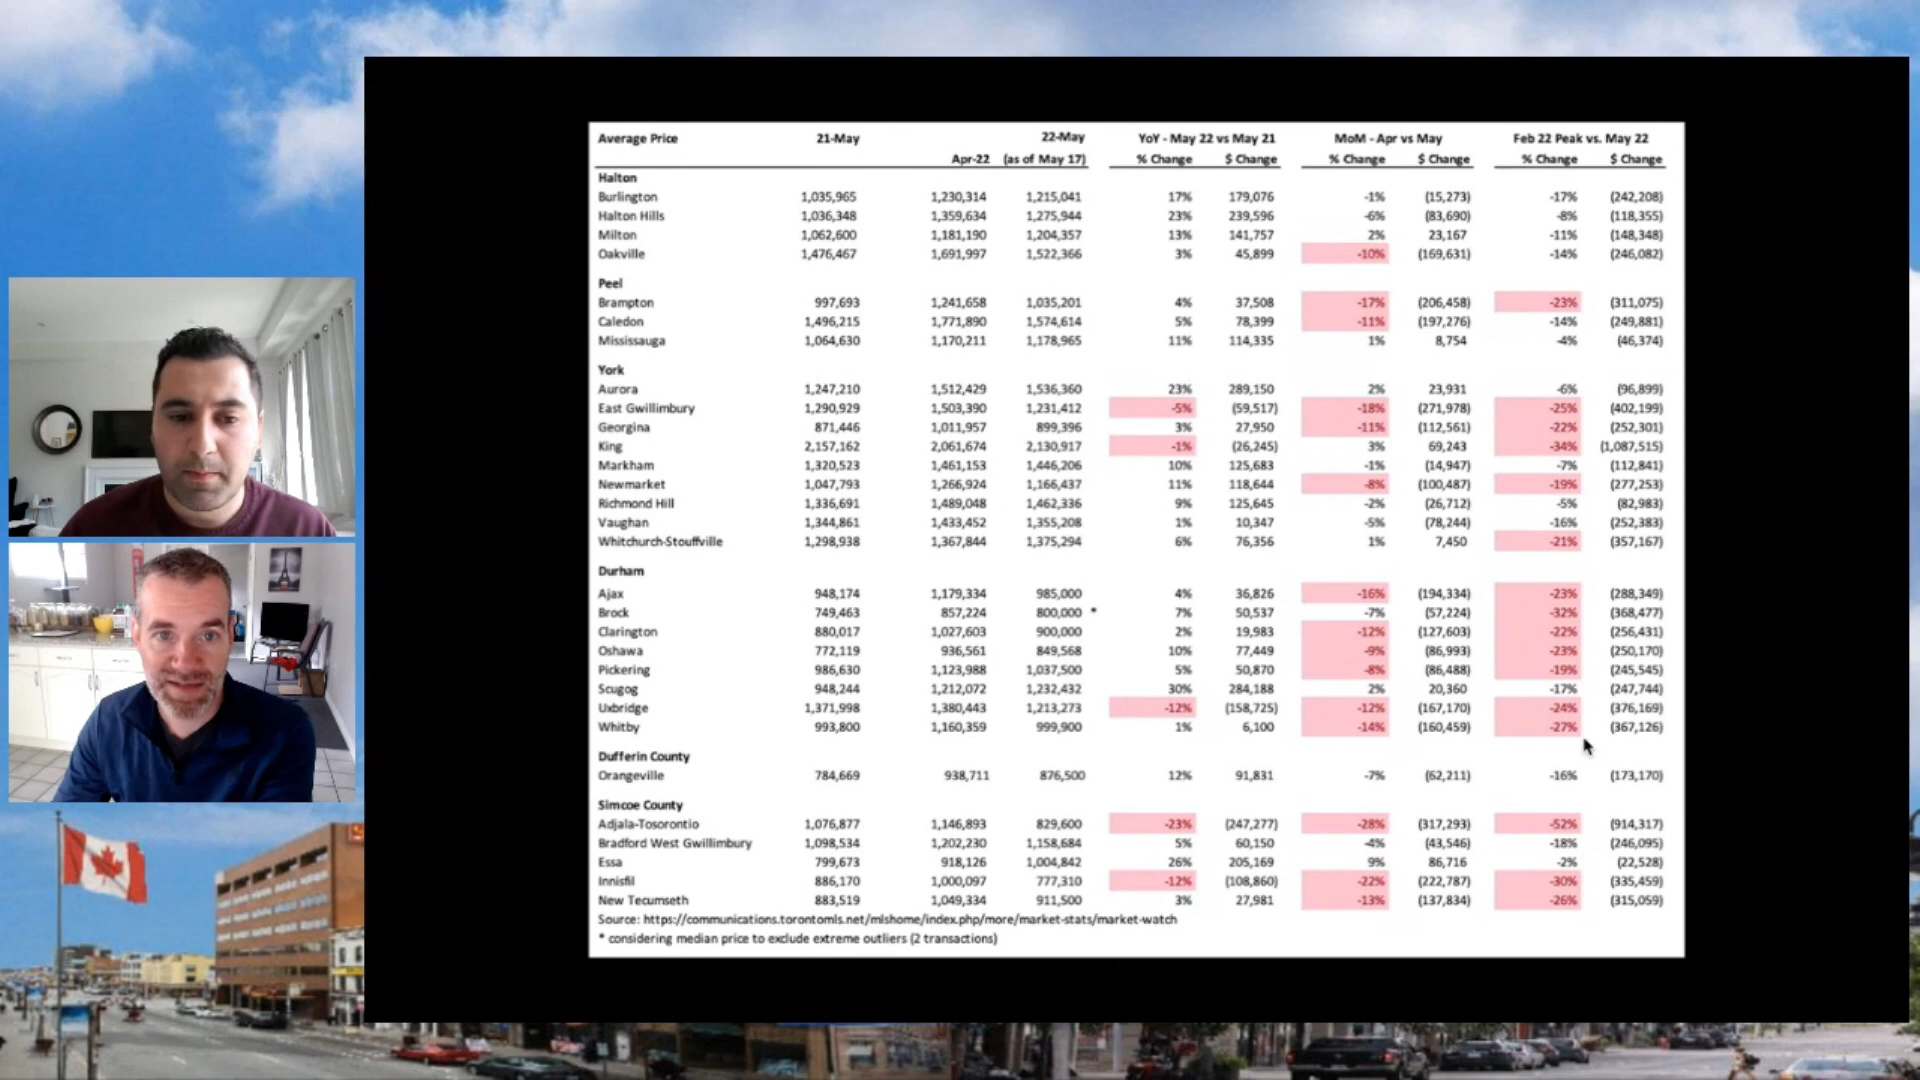 Average Price 21-May 22-May YoY - May 22 vs May 21 MoM - Apr vs May Feb 22 Peak vs. May 22
Apr-22 (as of May 17) % Change $ Change % Change $ Change % Change $ Change
Halton
Burlington 1,035,965 1,230,314 1,215,041 17% 179,076 -1% (15,273) -17% (242,208)
Halton Hills 1,036,348 1,359,634 1,275,944 23% 239,596 -6% (83,690) -8% (118,355)
Milton 1,062,600 1,181,190 1,204,357 13% 141,757 2% 23,167 -11% (148,348)
Oakville 1,476,467 1,691,997 1,522,366 3% 45,899 -10% (169,631) -14% (246,082)
Peel
Brampton 997,693 1,241,658 1,035,201 4% 37,508 -17% (206,458) -23% (311,075)
Caledon 1,496,215 1,771,890 1,574,614 5% 78,399 -11% (197,276) -14% (249,881)
Mississauga 1,064,630 1,170,211 1,178,965 11% 114,335 1% 8,754 -4% (46,374)
York
Aurora 1,247,210 1,512,429 1,536,360 23% 289,150 2% 23,931 -6% (96,899)
East Gwillimbury 1,290,929 1,503,390 1,231,412 -5% (59,517) -18% (271,978) -25% (402,199)
Georgina 871,446 1,011,957 899,396 3% 27,950 -11% (112,561) -22% (252,301)
King 2,157,162 2,061,674 2,130,917 -1% (26,245) 3% 69,243 -34% (1,087,515)
Markham 1,320,523 1,461,153 1,446,206 10% 125,683 -1% (14,947) -7% (112,841)
Newmarket 1,047,793 1,266,924 1,166,437 11% 118,644 -8% (100,487) -19% (277,253)
Richmond Hill 1,336,691 1,489,048 1,462,336 9% 125,645 -2% (26,712) -5% (82,983)
Vaughan 1,344,861 1,433,452 1,355,208 1% 10,347 -5% (78,244) -16% (252,383)
Whitchurch-Stouffville 1,298,938 1,367,844 1,375,294 6% 76,356 1% 7,450 -21% (357,167)
Durham
Ajax 948,174 1,179,334 985,000 4% 36,826 -16% (194,334) -23% (288,349)
Brock 749,463 857,224 800,000 * 7% 50,537 -7% (57,224) -32% (368,477)
Clarington 880,017 1,027,603 900,000 2% 19,983 -12% (127,603) -22% (256,431)
Oshawa 772,119 936,561 849,568 10% 77,449 -9% (86,993) -23% (250,170)
Pickering 986,630 1,123,988 1,037,500 5% 50,870 -8% (86,488) -19% (245,545)
Scugog 948,244 1,212,072 1,232,432 30% 284,188 2% 20,360 -17% (247,744)
Uxbridge 1,371,998 1,380,443 1,213,273 -12% (158,725) -12% (167,170) -24% (376,169)
Whitby 993,800 1,160,359 999,900 1% 6,100 -14% (160,459) -27% (367,126)
Dufferin County
Orangeville 784,669 938,711 876,500 12% 91,831 -7% (62,211) -16% (173,170)
Simcoe County
Adjala-Tosorontio 1,076,877 1,146,893 829,600 -23% (247,277) -28% (317,293) -52% (914,317)
Bradford West Gwillimbury 1,098,534 1,202,230 1,158,684 5% 60,150 -4% (43,546) -18% (246,095)
Essa 799,673 918,126 1,004,842 26% 205,169 9% 86,716 -2% (22,528)
Innisfil 886,170 1,000,097 777,310 -12% (108,860) -22% (222,787) -30% (335,459)
New Tecumseth 883,519 1,049,334 911,500 3% 27,981 -13% (137,834) -26% (315,059)
Source: https://communications.torontomls.net/mlshome/index.php/more/market-stats/market-watch
* considering median price to exclude extreme outliers (2 transactions)